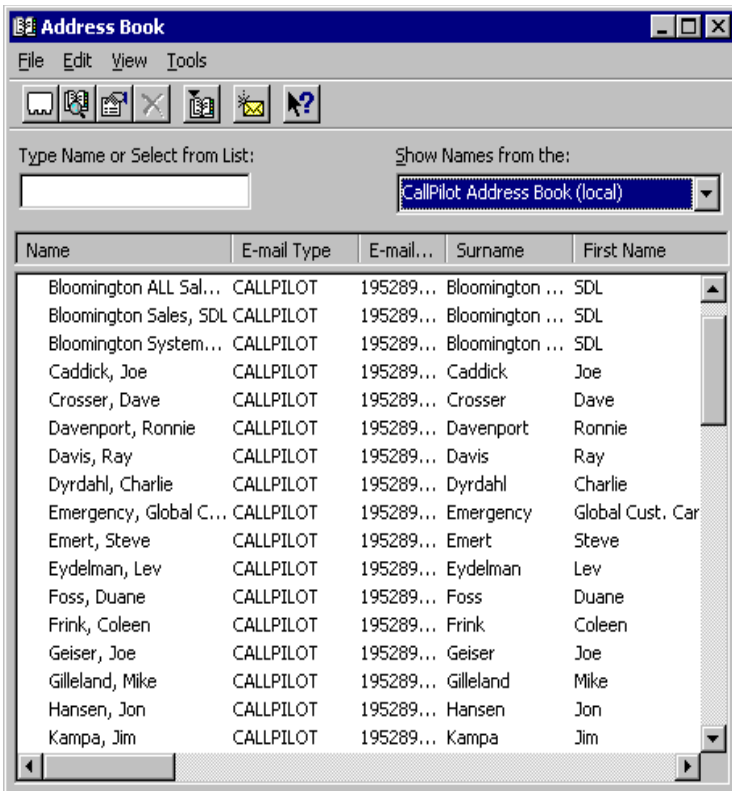 Address Book
File Edit View Tools
Type Name or Select from List: Show Names from the:
CallPilot Address Book (local)
Name E-mail Type E-mail... Surname First Name
Bloomington ALL Sal... CALLPILOT 195289... Bloomington ... SDL
Bloomington Sales, SDL CALLPILOT 195289... Bloomington ... SDL
Bloomington System... CALLPILOT 195289... Bloomington ... SDL
Caddick, Joe CALLPILOT 195289... Caddick Joe
Crosser, Dave CALLPILOT 195289... Crosser Dave
Davenport, Ronnie CALLPILOT 195289... Davenport Ronnie
Davis, Ray CALLPILOT 195289... Davis Ray
Dyrdahl, Charlie CALLPILOT 195289... Dyrdahl Charlie
Emergency, Global C... CALLPILOT 195289... Emergency Global Cust. Car
Emert, Steve CALLPILOT 195289... Emert Steve
Eydelman, Lev CALLPILOT 195289... Eydelman Lev
Foss, Duane CALLPILOT 195289... Foss Duane
Frink, Coleen CALLPILOT 195289... Frink Coleen
Geiser, Joe CALLPILOT 195289... Geiser Joe
Gilleland, Mike CALLPILOT 195289... Gilleland Mike
Hansen, Jon CALLPILOT 195289... Hansen Jon
Kampa, Jim CALLPILOT 195289... Kampa Jim